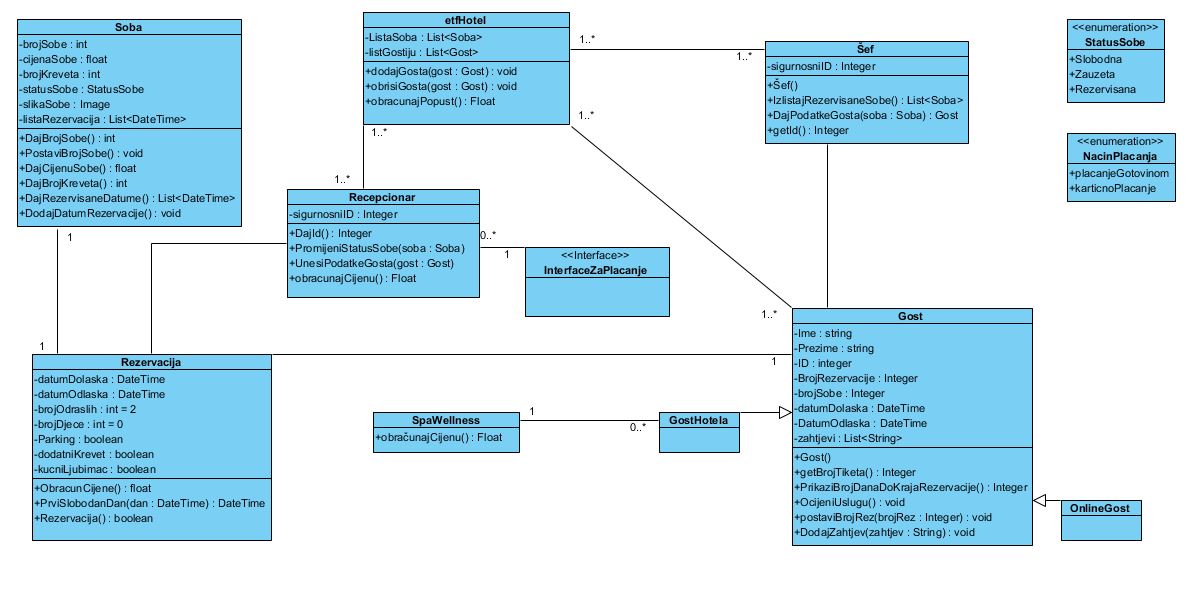 Soba
-brojSobe : int
-cijenaSobe : float
-brojKreveta : int
-statusSobe : StatusSobe
-slikaSobe : Image
-listaRezervacija : List<DateTime>
+DajBrojSobe() : int
+PostaviBrojSobe() : void
+DajCijenuSobe() : float
+DajBrojKreveta() : int
+DajRezervisaneDatume() : List<DateTime>
+DodajDatumRezervacije() : void
1
1
etfHotel
-ListaSoba : List<Soba>
-listGostiju : List<Gost>
+dodajGosta(gost : Gost) : void
+obrisiGosta(gost : Gost) : void
+obracunajPopust() : Float
1..*
1..*
1..*
1..*
1..*
1..*
Šef
-sigurnosniID : Integer
+Šef()
+IzlistajRezervisaneSobe() : List<Soba>
+DajPodatkeGosta(soba : Soba) : Gost
+getId() : Integer
<<enumeration>>
StatusSobe
+Slobodna
+Zauzeta
+Rezervisana
<<enumeration>>
NacinPlacanja
+placanjeGotovinom
+karticnoPlacanje
Recepcionar
-sigurnosniID : Integer
+DajId() : Integer
+PromijeniStatusSobe(soba : Soba)
+UnesiPodatkeGosta(gost : Gost)
+obracunajCijenu() : Float
0..*
1
<<Interface>>
InterfaceZaPlacanje
Rezervacija
-datumDolaska : DateTime
-datumOdlaska : DateTime
-brojOdraslih : int = 2
-brojDjece : int = 0
-Parking : boolean
-dodatniKrevet : boolean
-kucniLjubimac : boolean
+ObracunCijene() : float
+PrviSlobodanDan(dan : DateTime) : DateTime
+Rezervacija() : boolean
1
SpaWellness
+obračunajCijenu() : Float
1
0..*
GostHotela
Gost
-Ime : string
-Prezime : string
-ID : integer
-BrojRezervacije : Integer
-brojSobe : Integer
-datumDolaska : DateTime
-DatumOdlaska : DateTime
-zahtjevi : List<String>
+Gost()
+getBrojTiketa() : Integer
+PrikaziBrojDanaDoKrajaRezervacije() : Integer
+OcijeniUslugu() : void
+postaviBrojRez(brojRez : Integer) : void
+DodajZahtjev(zahtjev : String) : void
OnlineGost